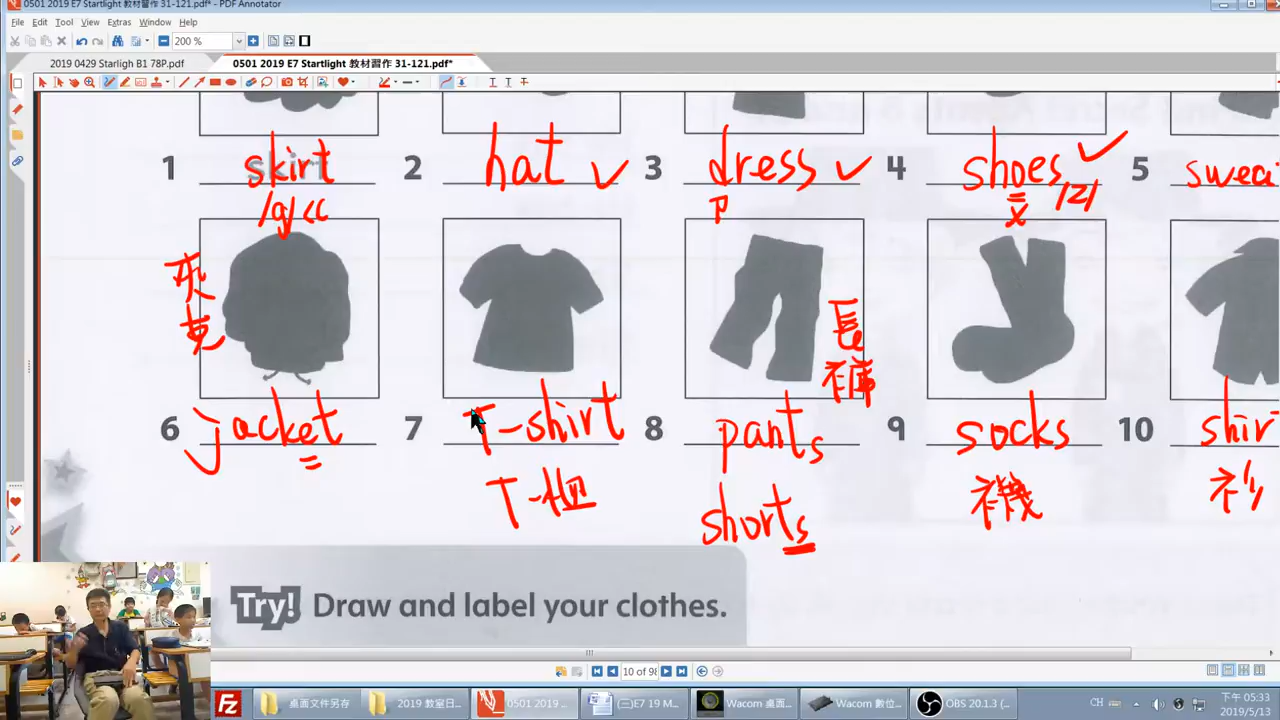 0501 2019 E7 Startlight 教材習作 31-121.pdf* - PDF Annotator
File Edit Tool View Extras Window Help
200 %
2019 0429 Starligh B1 78P.pdf
0501 2019 E7 Startlight 教材習作 31-121.pdf*
1 skirt 2 hat 3 dress 4 shoes 5 sweat
P x /z/
/g/
夾克
長褲
6 jacket 7 T-shirt 8 pants 9 socks 10 shir
T-恤 shorts 襪 衫
Try! Draw and label your clothes.
10 of 98
桌面文件另存 2019 教室日... 0501 2019 ... (三)E7 19 M... Wacom 桌面... Wacom 數位... OBS 20.1.3 (... CH 下午 05:33
2019/5/13